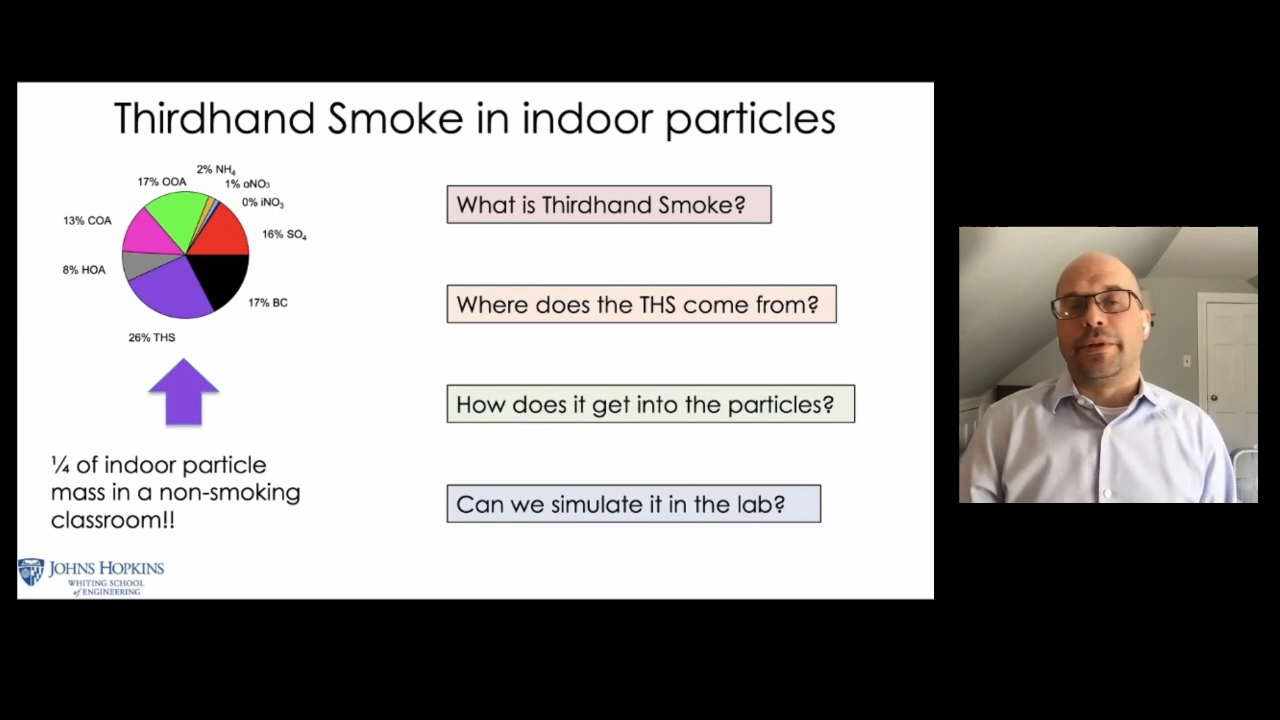 Thirdhand Smoke in indoor particles
2% NH₄
17% OOA
1% oNO₃
0% iNO₃
13% COA
16% SO₄
8% HOA
17% BC
26% THS
¼ of indoor particle
mass in a non-smoking
classroom!!
What is Thirdhand Smoke?
Where does the THS come from?
How does it get into the particles?
Can we simulate it in the lab?
JOHNS HOPKINS
WHITING SCHOOL
of ENGINEERING